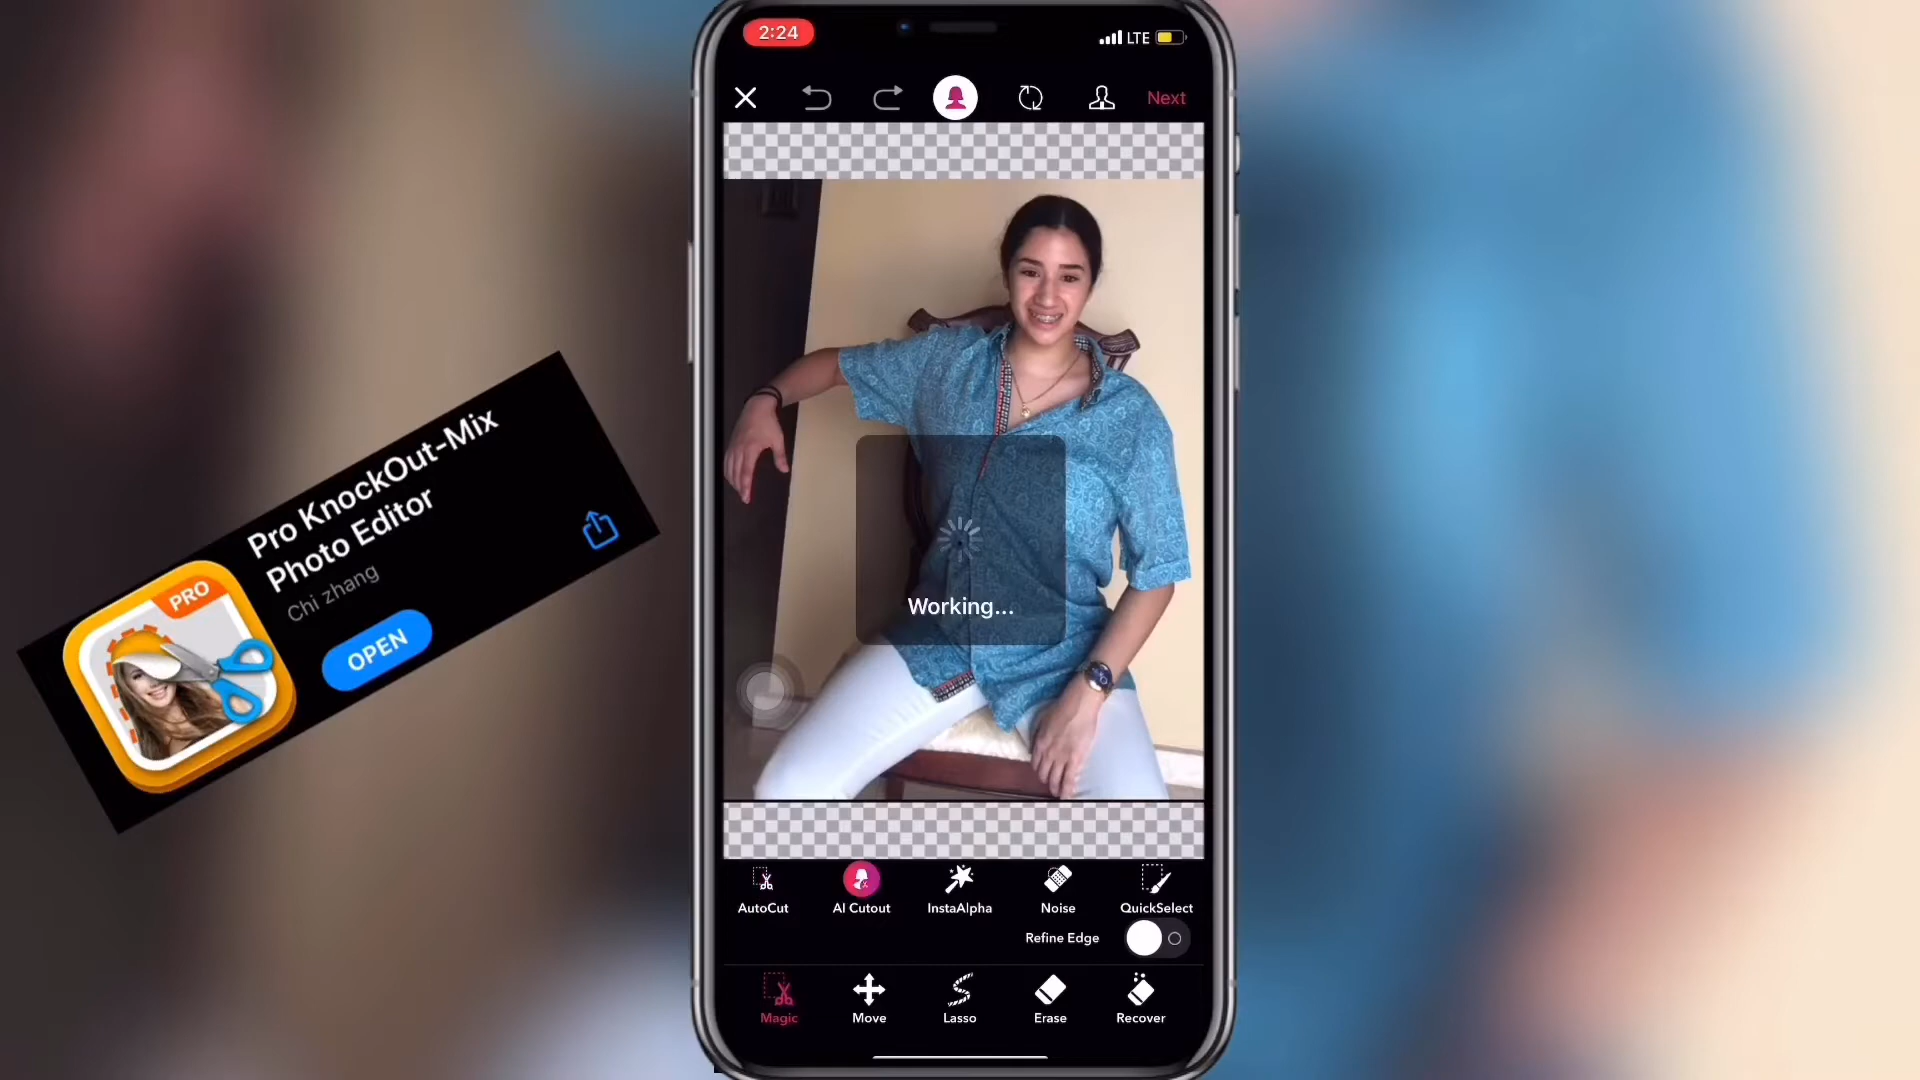 2:24
LTE
Next
Pro KnockOut-Mix
Photo Editor
Chi zhang
PRO
OPEN
Working...
AutoCut
AI Cutout
InstaAlpha
Noise
QuickSelect
Refine Edge
Magic
Move
Lasso
Erase
Recover